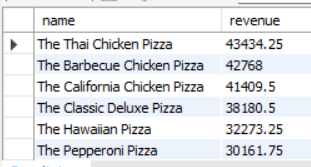 name revenue
The Thai Chicken Pizza 43434.25
The Barbecue Chicken Pizza 42768
The California Chicken Pizza 41409.5
The Classic Deluxe Pizza 38180.5
The Hawaiian Pizza 32273.25
The Pepperoni Pizza 30161.75